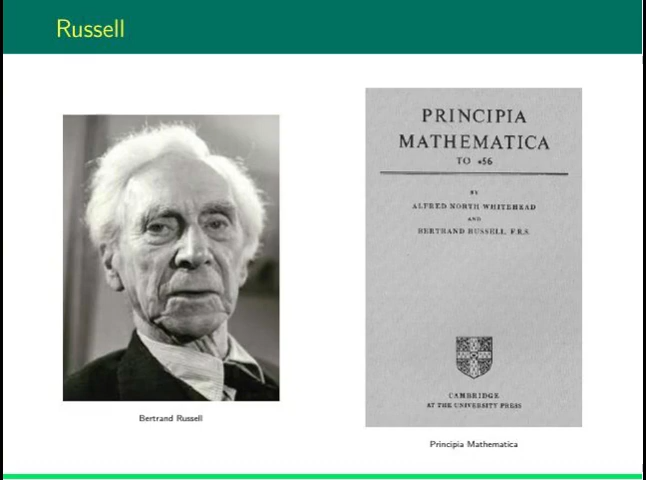 Russell
PRINCIPIA
MATHEMATICA
TO *56
BY
ALFRED NORTH WHITEHEAD
AND
BERTRAND RUSSELL, F.R.S.
CAMBRIDGE
AT THE UNIVERSITY PRESS
Bertrand Russell
Principia Mathematica